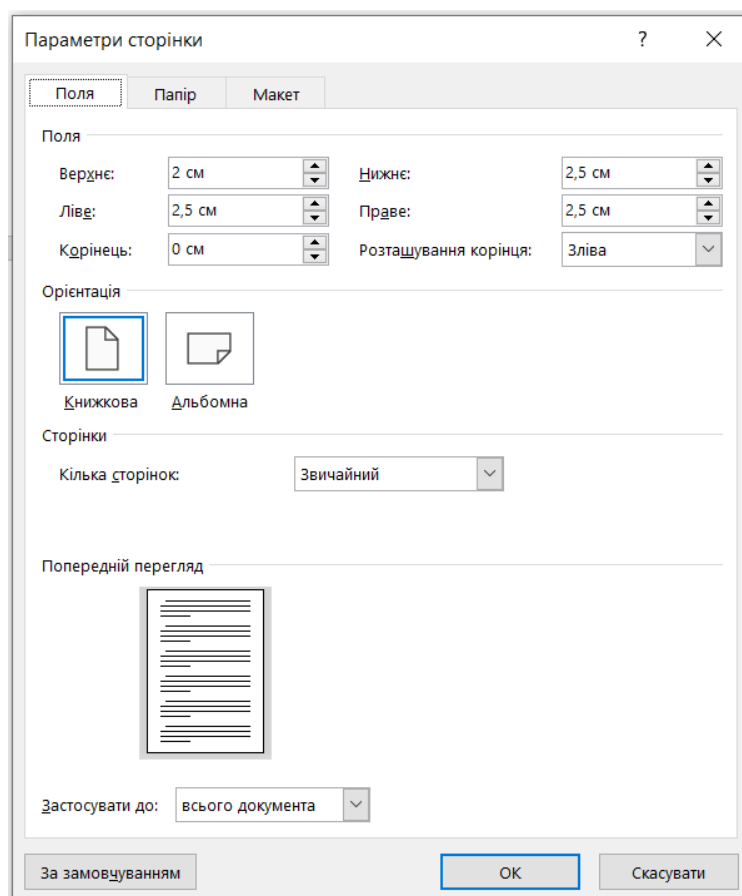 Параметри сторінки ?
Поля Папір Макет
Поля
Верхнє: 2 см Нижнє: 2,5 см
Ліве: 2,5 см Праве: 2,5 см
Корінець: 0 см Розташування корінця: Зліва
Орієнтація
Книжкова Альбомна
Сторінки
Кілька сторінок: Звичайний
Попередній перегляд
Застосувати до: всього документа
За замовчуванням ОК Скасувати